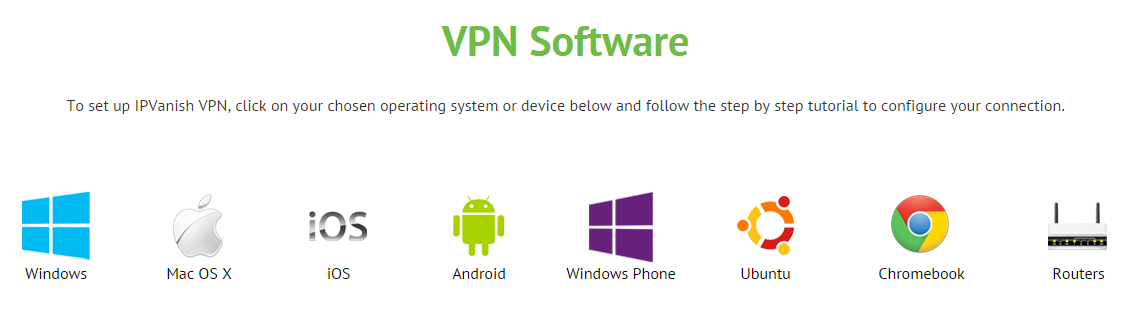 VPN Software
To set up IPVanish VPN, click on your chosen operating system or device below and follow the step by step tutorial to configure your connection.
iOS
Windows Mac OS X iOS Android Windows Phone Ubuntu Chromebook Routers